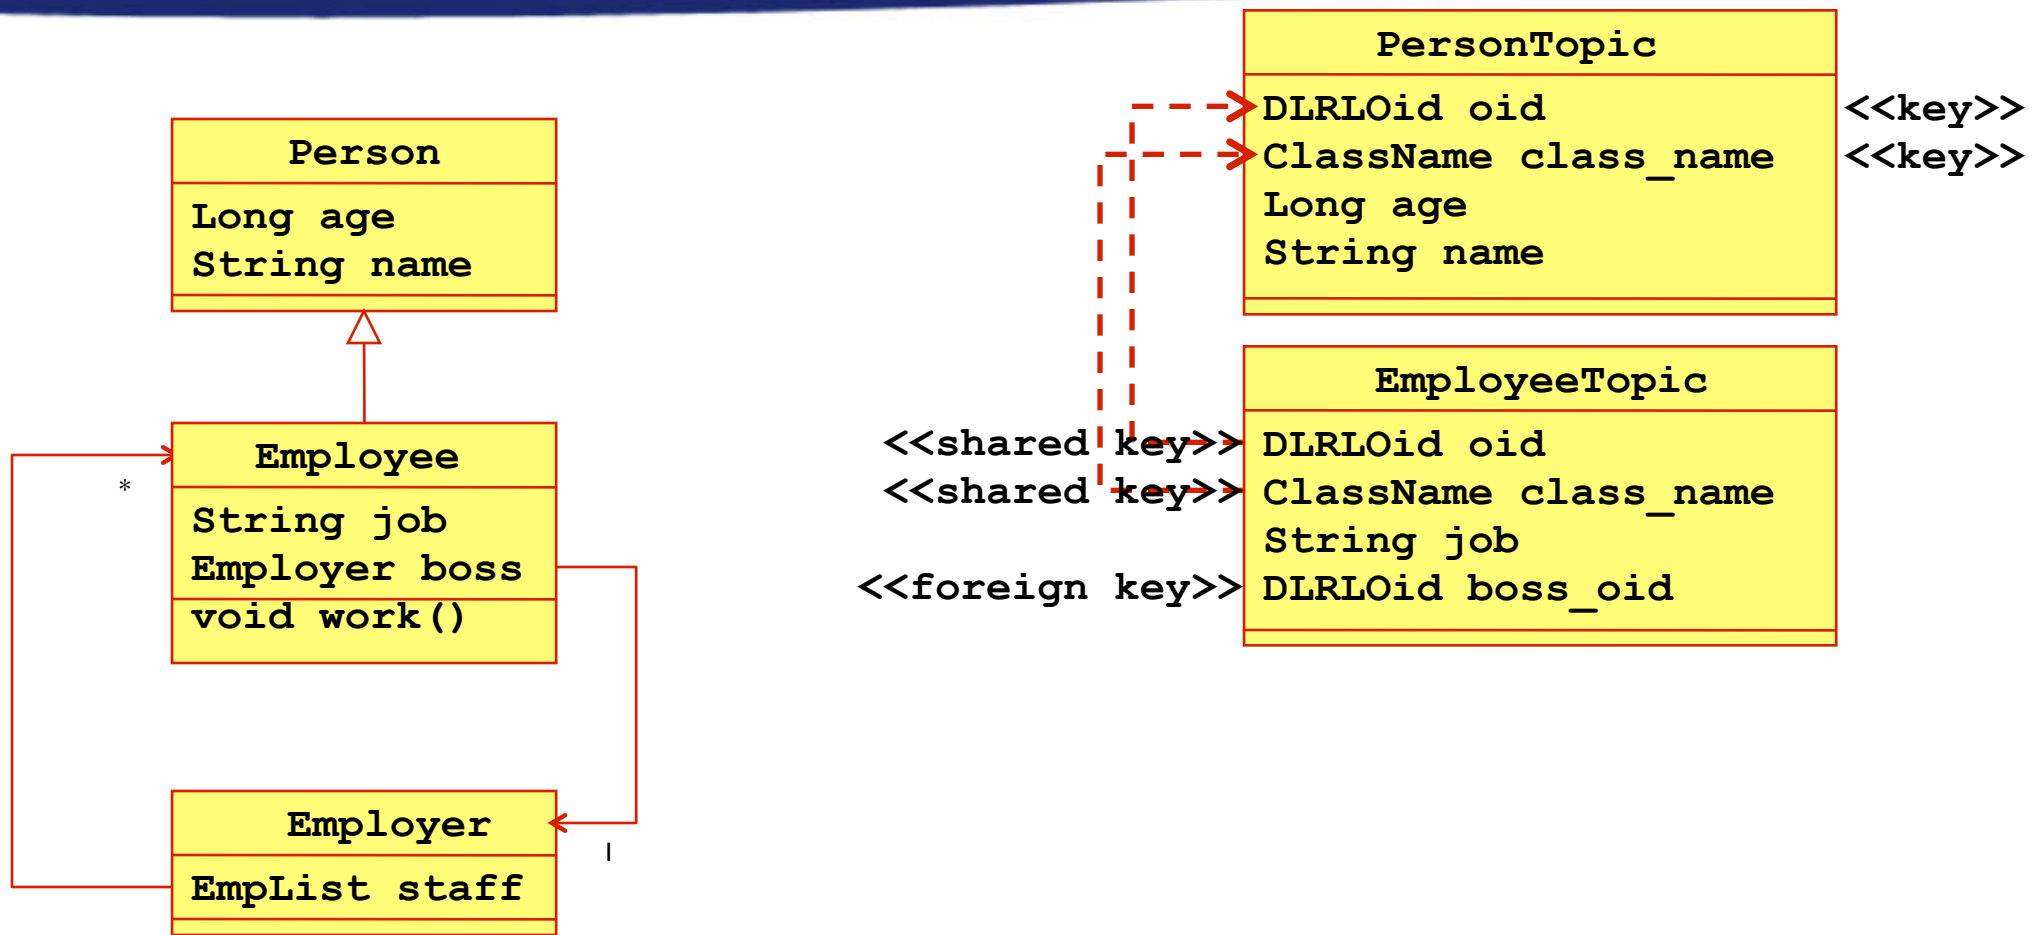 Person
Long age
String name
Employee
*
String job
Employer boss
void work()
Employer
1
EmpList staff
PersonTopic
DLRLOid oid <<key>>
ClassName class_name <<key>>
Long age
String name
EmployeeTopic
<<shared key>> DLRLOid oid
<<shared key>> ClassName class_name
String job
<<foreign key>> DLRLOid boss_oid